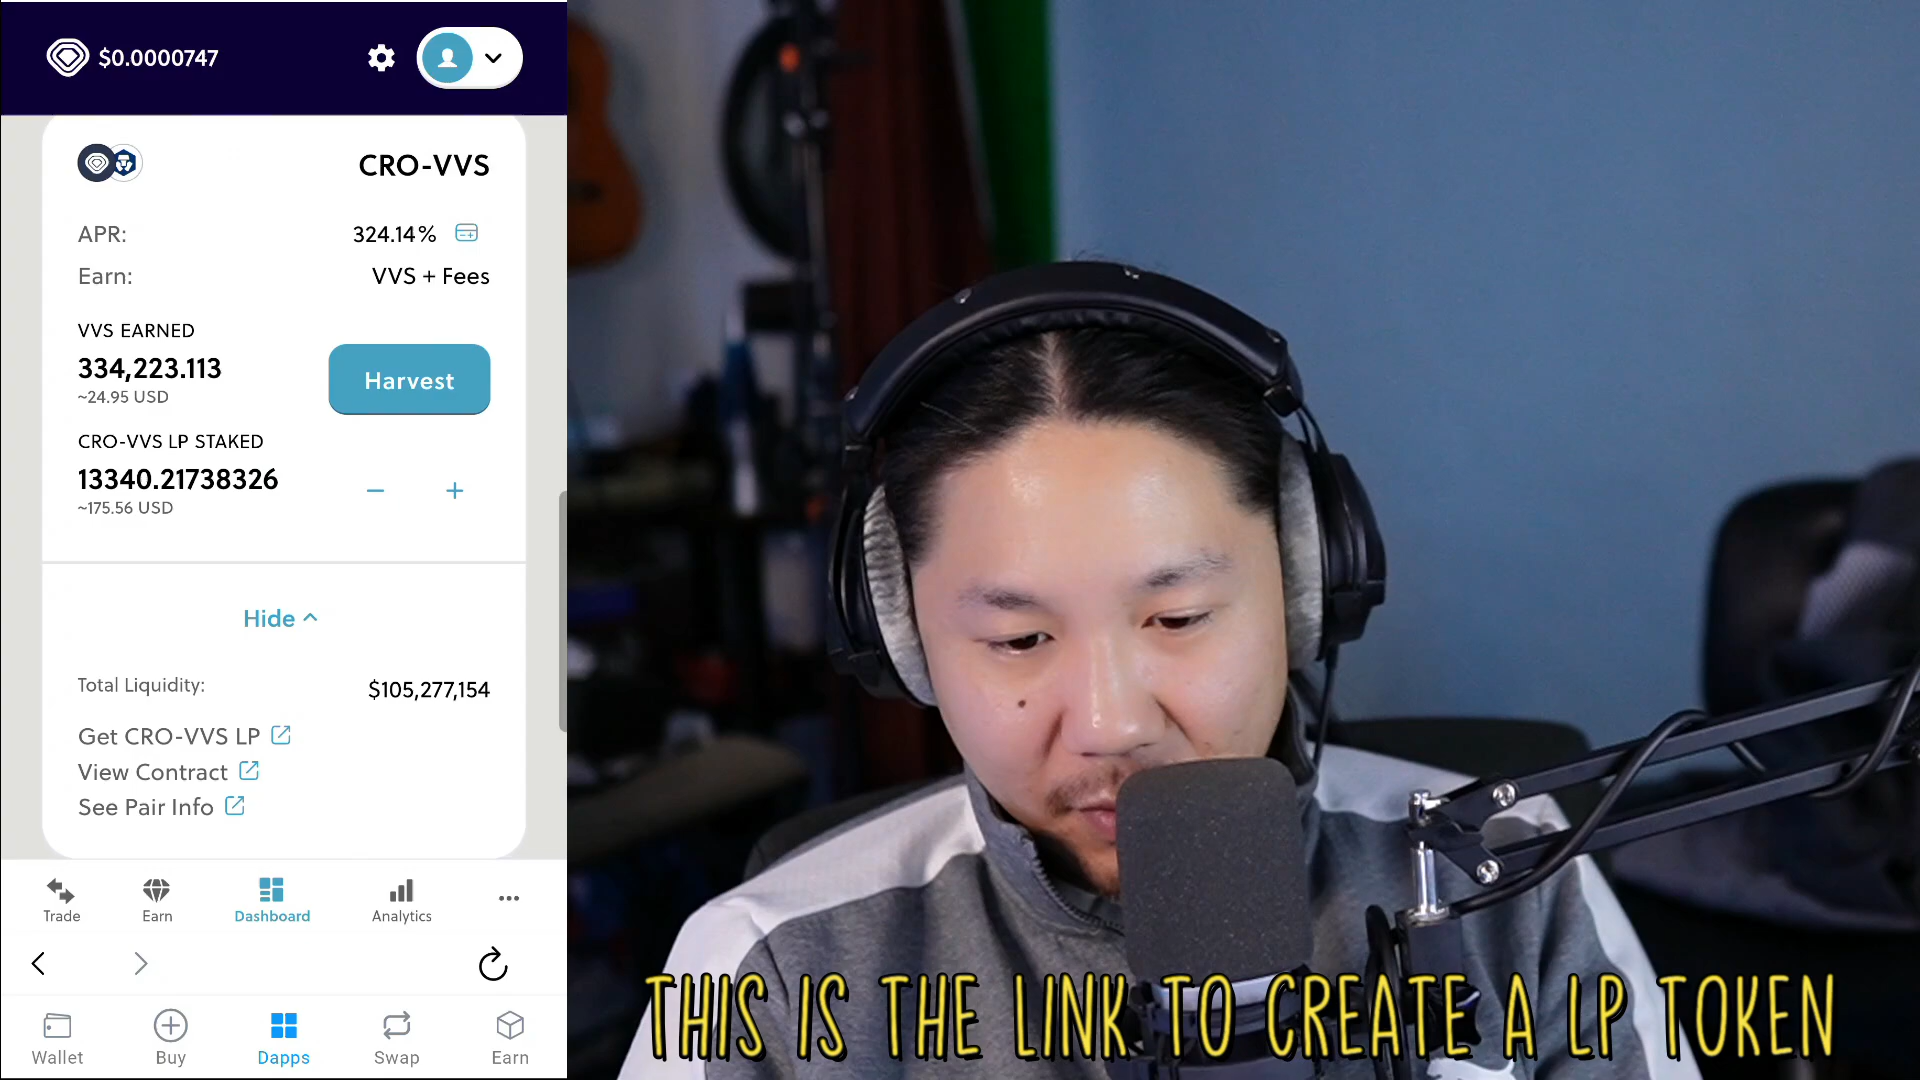 $0.0000747
CRO-VVS
APR:
324.14%
Earn:
VVS + Fees
VVS EARNED
334,223.113
~24.95 USD
Harvest
CRO-VVS LP STAKED
13340.21738326
~175.56 USD
− +
Hide
Total Liquidity:
$105,277,154
Get CRO-VVS LP
View Contract
See Pair Info
Trade
Earn
Dashboard
Analytics
Wallet
Buy
Dapps
Swap
Earn
THIS IS THE LINK TO CREATE A LP TOKEN